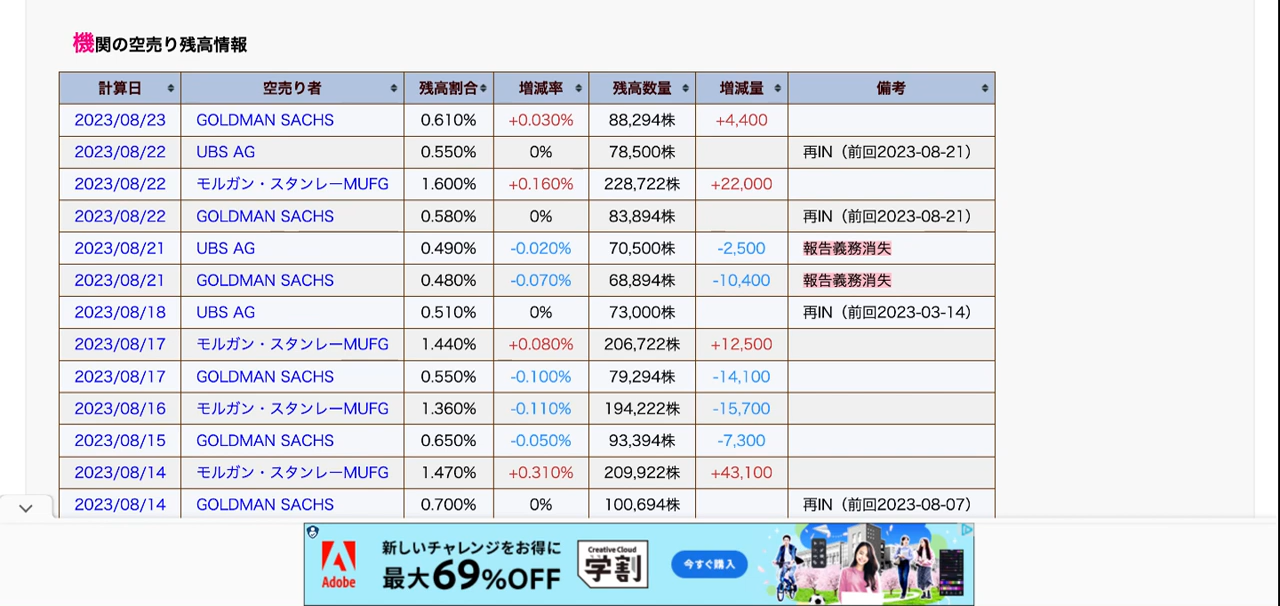 機関の空売り残高情報
計算日 空売り者 残高割合 増減率 残高数量 増減量 備考
2023/08/23 GOLDMAN SACHS 0.610% +0.030% 88,294株 +4,400
2023/08/22 UBS AG 0.550% 0% 78,500株 再IN（前回2023-08-21）
2023/08/22 モルガン・スタンレーMUFG 1.600% +0.160% 228,722株 +22,000
2023/08/22 GOLDMAN SACHS 0.580% 0% 83,894株 再IN（前回2023-08-21）
2023/08/21 UBS AG 0.490% -0.020% 70,500株 -2,500 報告義務消失
2023/08/21 GOLDMAN SACHS 0.480% -0.070% 68,894株 -10,400 報告義務消失
2023/08/18 UBS AG 0.510% 0% 73,000株 再IN（前回2023-03-14）
2023/08/17 モルガン・スタンレーMUFG 1.440% +0.080% 206,722株 +12,500
2023/08/17 GOLDMAN SACHS 0.550% -0.100% 79,294株 -14,100
2023/08/16 モルガン・スタンレーMUFG 1.360% -0.110% 194,222株 -15,700
2023/08/15 GOLDMAN SACHS 0.650% -0.050% 93,394株 -7,300
2023/08/14 モルガン・スタンレーMUFG 1.470% +0.310% 209,922株 +43,100
2023/08/14 GOLDMAN SACHS 0.700% 0% 100,694株 再IN（前回2023-08-07）
Adobe
新しいチャレンジをお得に
最大69%OFF
Creative Cloud
学割
今すぐ購入